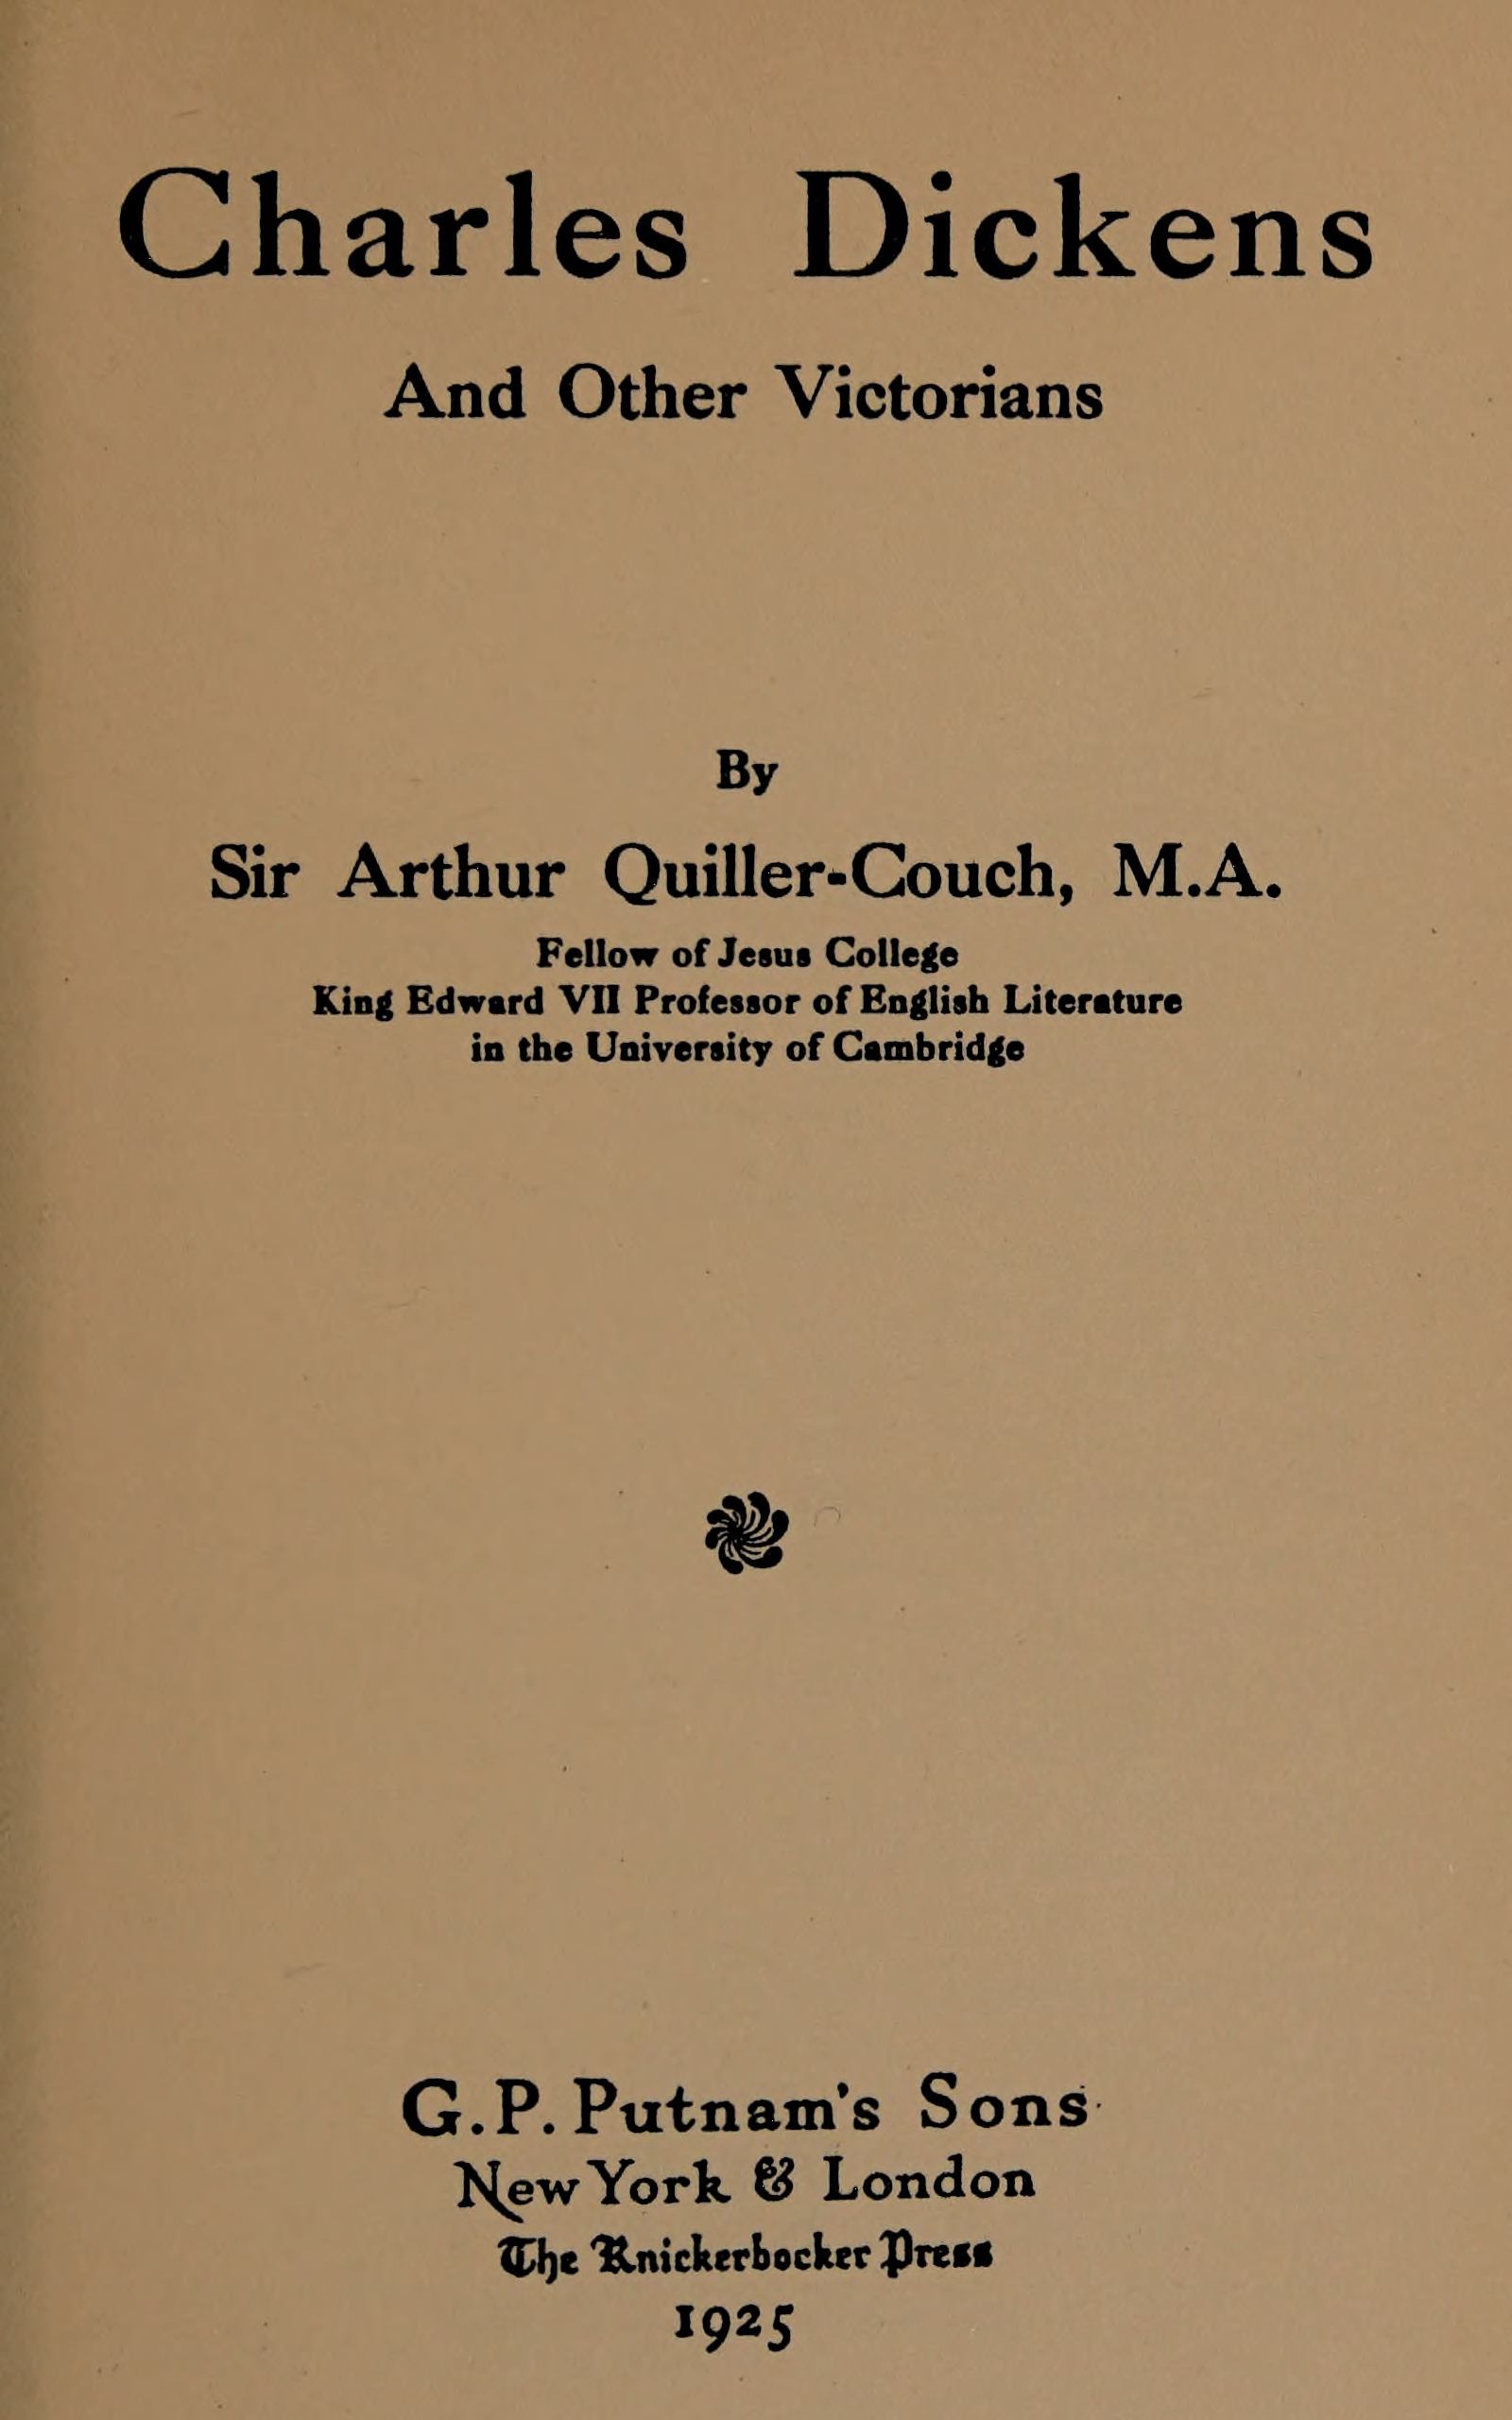 Charles Dickens
And Other Victorians
By
Sir Arthur Quiller-Couch, M.A.
Fellow of Jesus College
King Edward VII Professor of English Literature
in the University of Cambridge
G.P. Putnam's Sons
New York & London
The Knickerbocker Press
1925